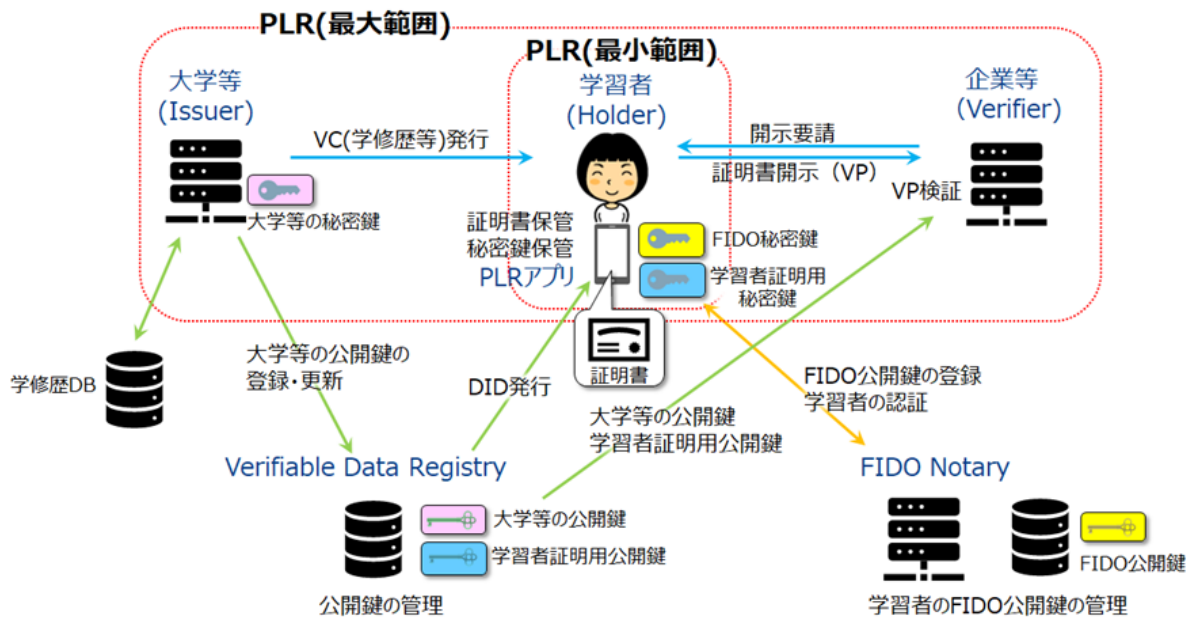 PLR(最大範囲)
PLR(最小範囲)
大学等
(Issuer)
学習者
(Holder)
企業等
(Verifier)
VC(学修歴等)発行
開示要請
証明書開示（VP）
VP検証
大学等の秘密鍵
証明書保管
秘密鍵保管
PLRアプリ
FIDO秘密鍵
学習者証明用
秘密鍵
証明書
学修歴DB
大学等の公開鍵の
登録・更新
DID発行
大学等の公開鍵
学習者証明用公開鍵
FIDO公開鍵の登録
学習者の認証
Verifiable Data Registry
大学等の公開鍵
学習者証明用公開鍵
公開鍵の管理
FIDO Notary
FIDO公開鍵
学習者のFIDO公開鍵の管理